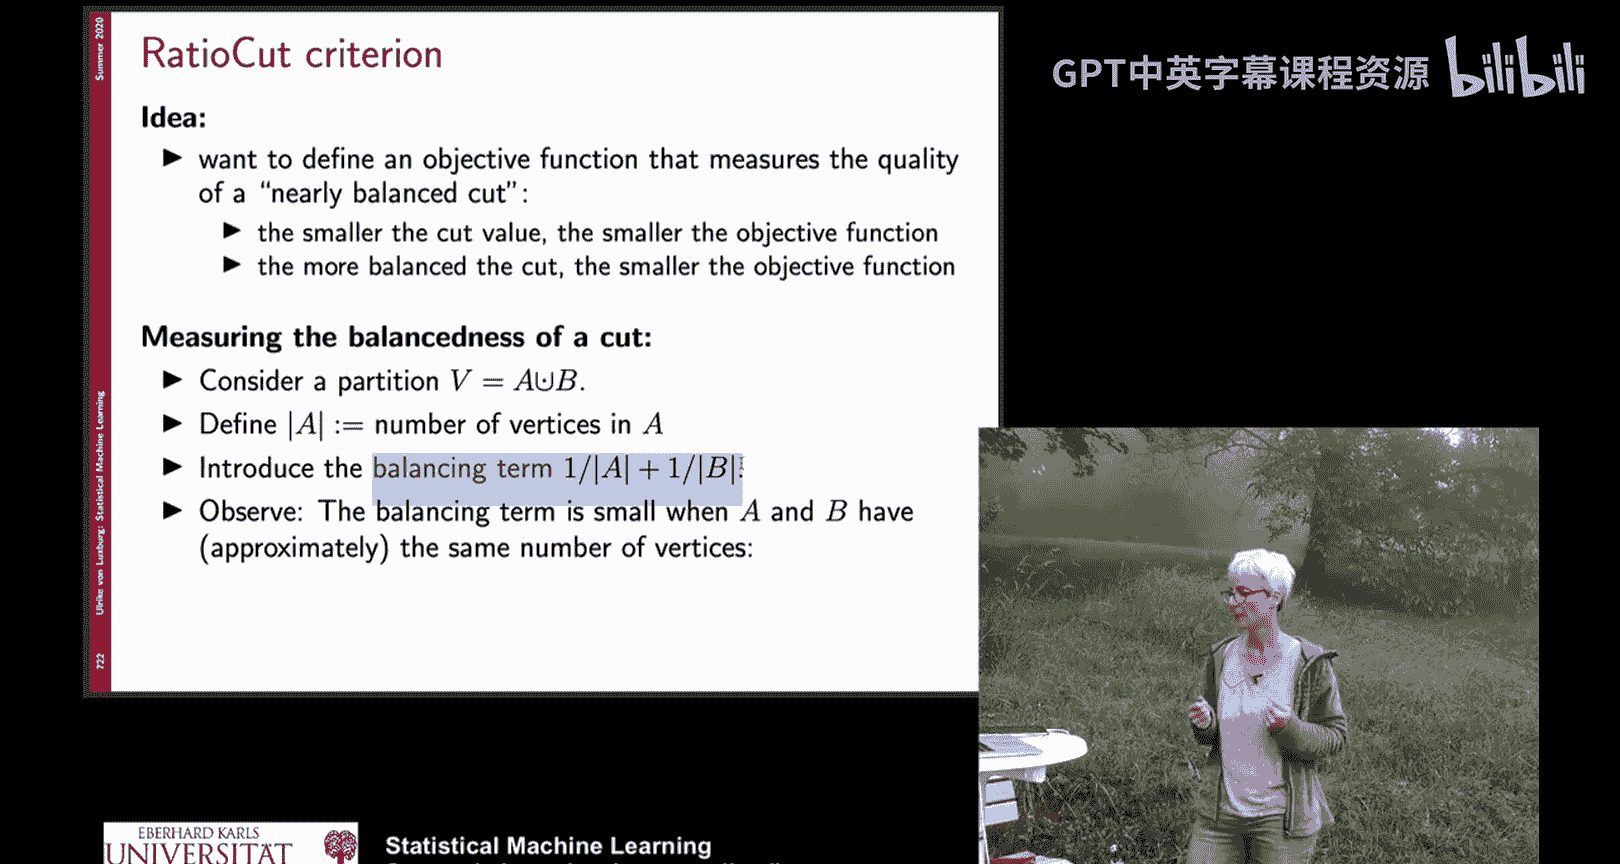 RatioCut criterion
Idea:
▶ want to define an objective function that measures the quality
of a “nearly balanced cut”:
▶ the smaller the cut value, the smaller the objective function
▶ the more balanced the cut, the smaller the objective function
Measuring the balancedness of a cut:
▶ Consider a partition V = A∪̇B.
▶ Define |A| := number of vertices in A
▶ Introduce the balancing term 1/|A| + 1/|B|.
▶ Observe: The balancing term is small when A and B have
(approximately) the same number of vertices:
Summer 2020
Ulrike von Luxburg: Statistical Machine Learning
722
GPT中英字幕课程资源
bilibili
EBERHARD KARLS
UNIVERSITÄT
Statistical Machine Learning